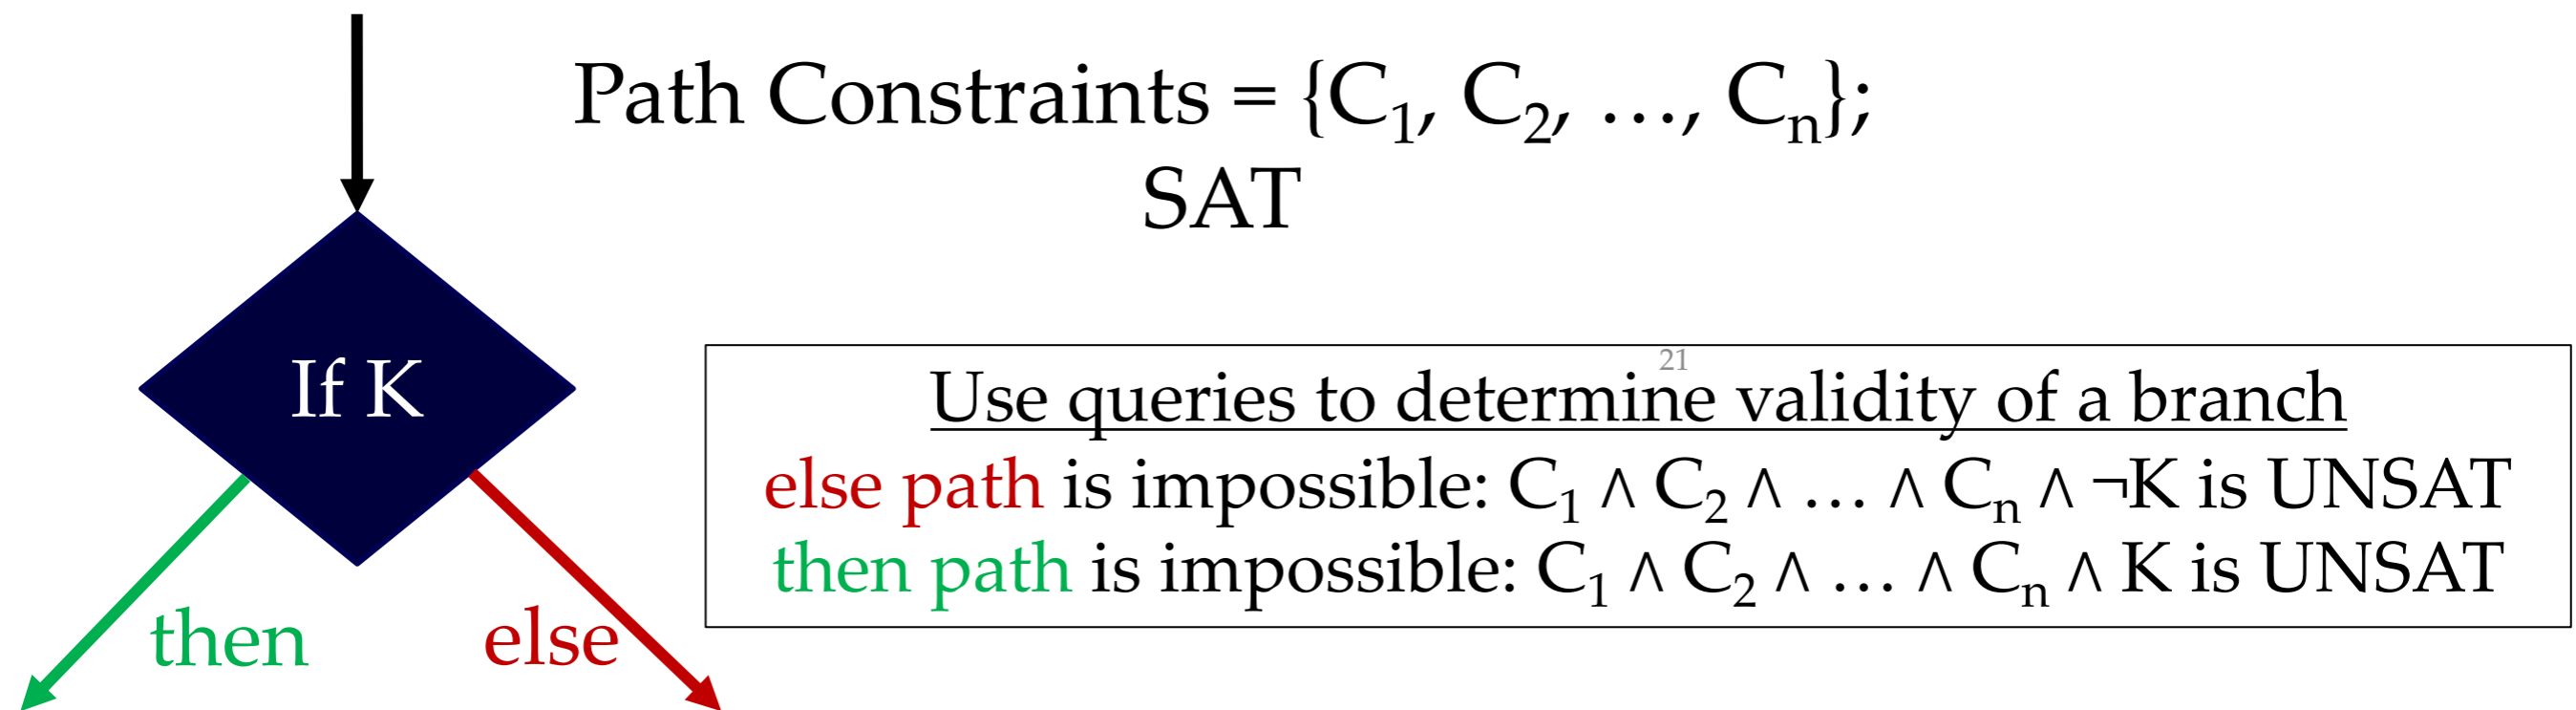 Path Constraints = {C₁, C₂, …, Cₙ};
SAT
If K
then
else
21
Use queries to determine validity of a branch
else path is impossible: C₁ ∧ C₂ ∧ … ∧ Cₙ ∧ ¬K is UNSAT
then path is impossible: C₁ ∧ C₂ ∧ … ∧ Cₙ ∧ K is UNSAT